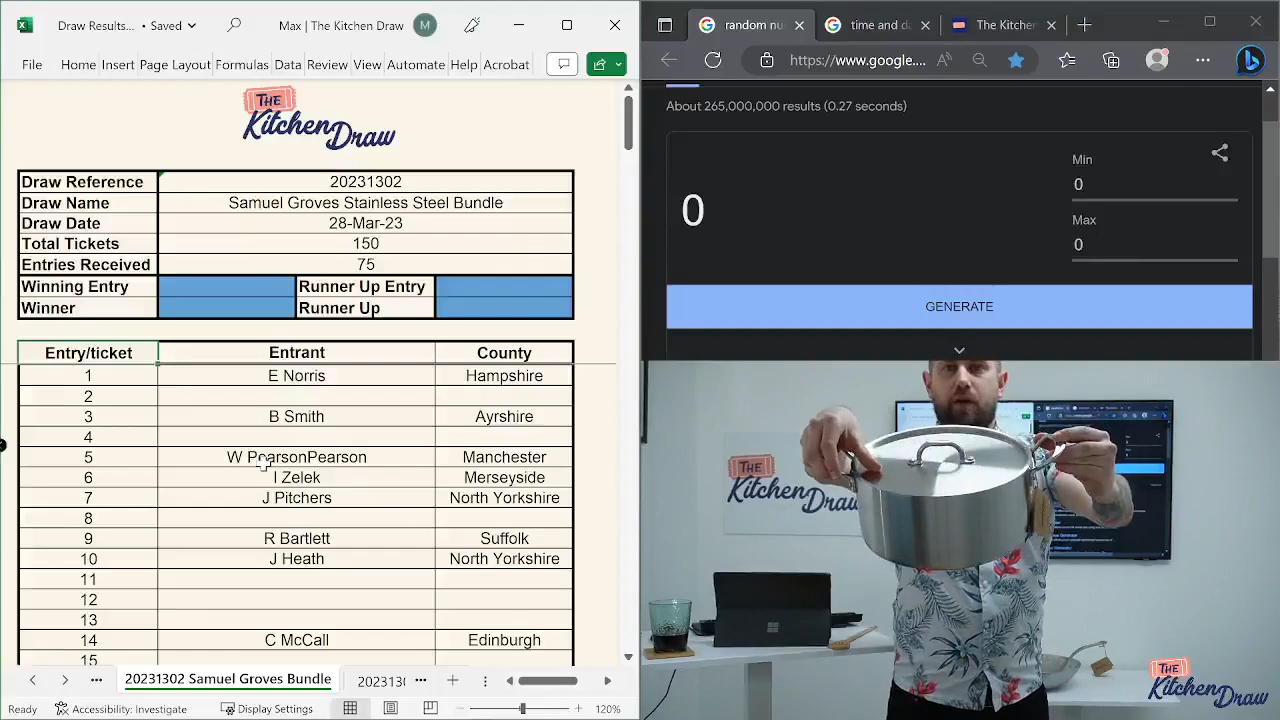 Draw Results... • Saved
Max | The Kitchen Draw
M
File Home Insert Page Layout Formulas Data Review View Automate Help Acrobat
THE
Kitchen Draw
Draw Reference 20231302
Draw Name Samuel Groves Stainless Steel Bundle
Draw Date 28-Mar-23
Total Tickets 150
Entries Received 75
Winning Entry Runner Up Entry
Winner Runner Up
Entry/ticket Entrant County
1 E Norris Hampshire
2
3 B Smith Ayrshire
4
5 W PearsonPearson Manchester
6 I Zelek Merseyside
7 J Pitchers North Yorkshire
8
9 R Bartlett Suffolk
10 J Heath North Yorkshire
11
12
13
14 C McCall Edinburgh
15
20231302 Samuel Groves Bundle
Ready Accessibility: Investigate Display Settings 120%
random nu
time and d
The Kitchen
https://www.google....
About 265,000,000 results (0.27 seconds)
0
Min
0
Max
0
GENERATE
THE
Kitchen Draw
THE
Kitchen Draw